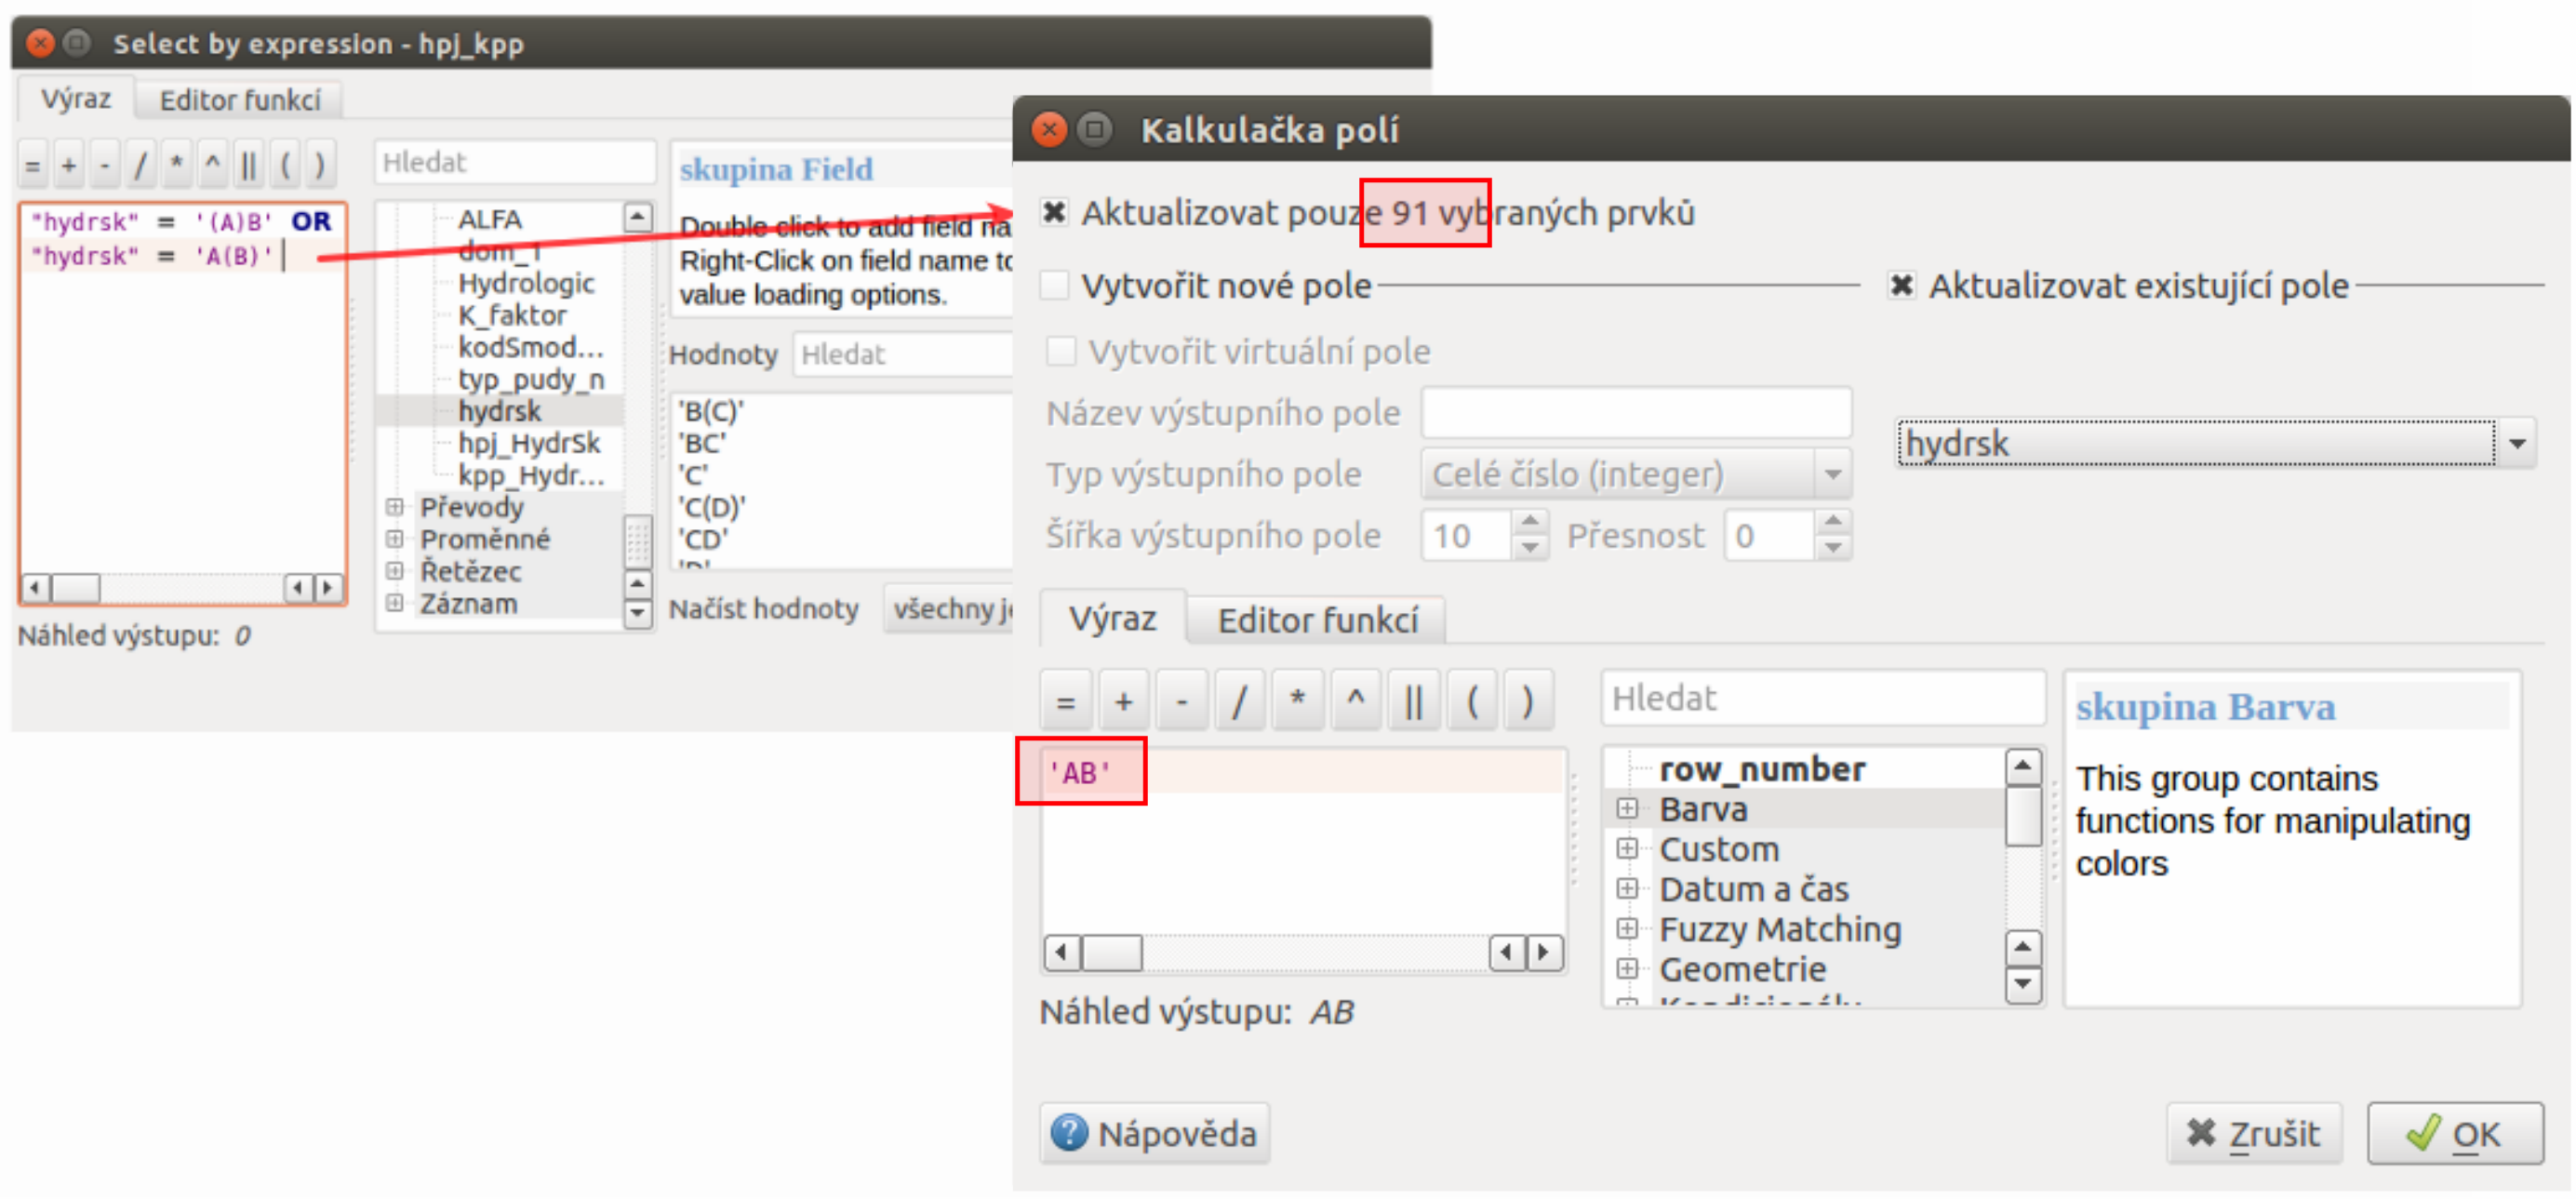 Select by expression - hpj_kpp
Výraz
Editor funkcí
= + - / * ^ || ( )
"hydrsk" = '(A)B' OR
"hydrsk" = 'A(B)'
Náhled výstupu: 0
Hledat
ALFA
dom_1
Hydrologic
K_faktor
kodSmod...
typ_pudy_n
hydrsk
hpj_HydrSk
kpp_Hydr...
Převody
Proměnné
Řetězec
Záznam
skupina Field
Double click to add field na
Right-Click on field name to
value loading options.
Hodnoty
Hledat
'B(C)'
'BC'
'C'
'C(D)'
'CD'
'D'
Načíst hodnoty
všechny je
Kalkulačka polí
Aktualizovat pouze 91 vybraných prvků
Vytvořit nové pole
Vytvořit virtuální pole
Název výstupního pole
Typ výstupního pole Celé číslo (integer)
Šířka výstupního pole 10 Přesnost 0
Aktualizovat existující pole
hydrsk
Výraz
Editor funkcí
= + - / * ^ || ( )
'AB'
Náhled výstupu: AB
Hledat
row_number
Barva
Custom
Datum a čas
Fuzzy Matching
Geometrie
skupina Barva
This group contains
functions for manipulating
colors
Nápověda
Zrušit
OK